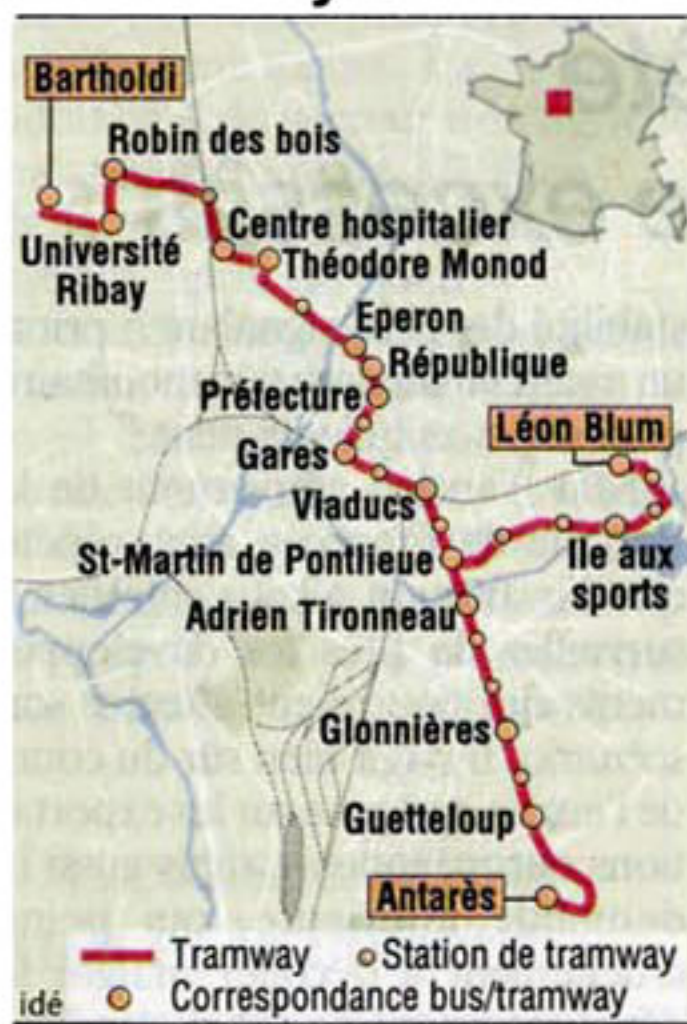 Bartholdi
Robin des bois
Université
Ribay
Centre hospitalier
Théodore Monod
Eperon
République
Préfecture
Gares
Léon Blum
Viaducs
St-Martin de Pontlieue
Ile aux
sports
Adrien Tironneau
Glonnières
Guetteloup
Antarès
Tramway
Station de tramway
Correspondance bus/tramway
idé